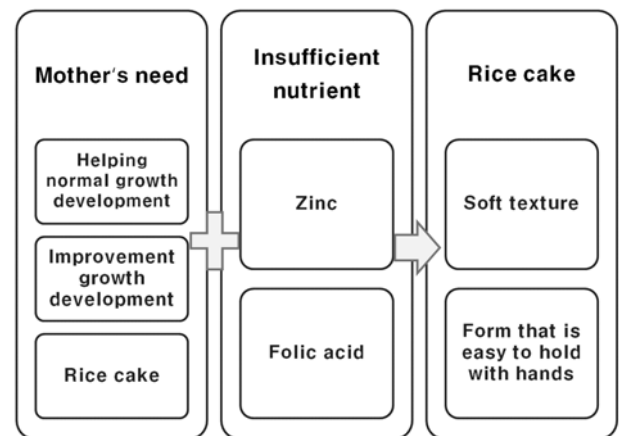 Mother's need
Helping
normal growth
development
Improvement
growth
development
Rice cake
Insufficient
nutrient
Zinc
Folic acid
Rice cake
Soft texture
Form that is
easy to hold
with hands